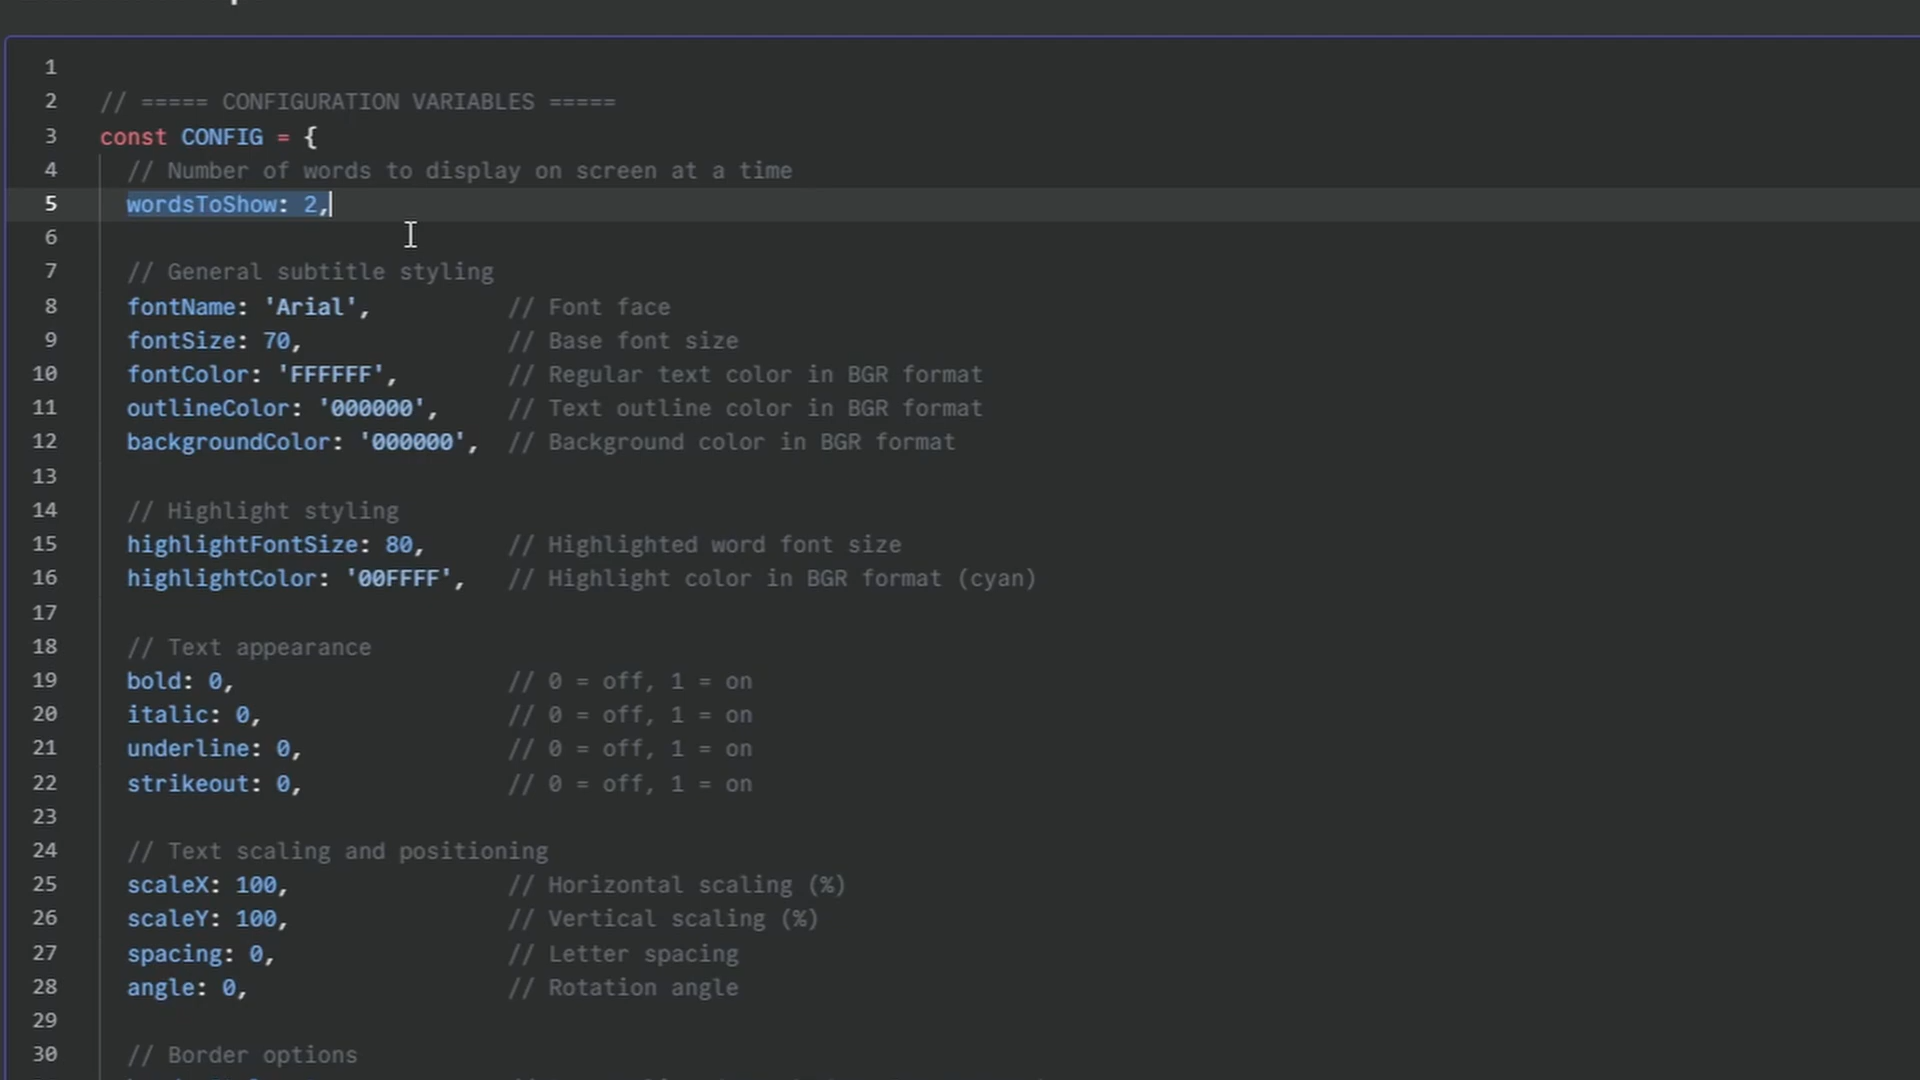 1
2 // ===== CONFIGURATION VARIABLES =====
3 const CONFIG = {
4 // Number of words to display on screen at a time
5 wordsToShow: 2,
6
7 // General subtitle styling
8 fontName: 'Arial', // Font face
9 fontSize: 70, // Base font size
10 fontColor: 'FFFFFF', // Regular text color in BGR format
11 outlineColor: '000000', // Text outline color in BGR format
12 backgroundColor: '000000', // Background color in BGR format
13
14 // Highlight styling
15 highlightFontSize: 80, // Highlighted word font size
16 highlightColor: '00FFFF', // Highlight color in BGR format (cyan)
17
18 // Text appearance
19 bold: 0, // 0 = off, 1 = on
20 italic: 0, // 0 = off, 1 = on
21 underline: 0, // 0 = off, 1 = on
22 strikeout: 0, // 0 = off, 1 = on
23
24 // Text scaling and positioning
25 scaleX: 100, // Horizontal scaling (%)
26 scaleY: 100, // Vertical scaling (%)
27 spacing: 0, // Letter spacing
28 angle: 0, // Rotation angle
29
30 // Border options